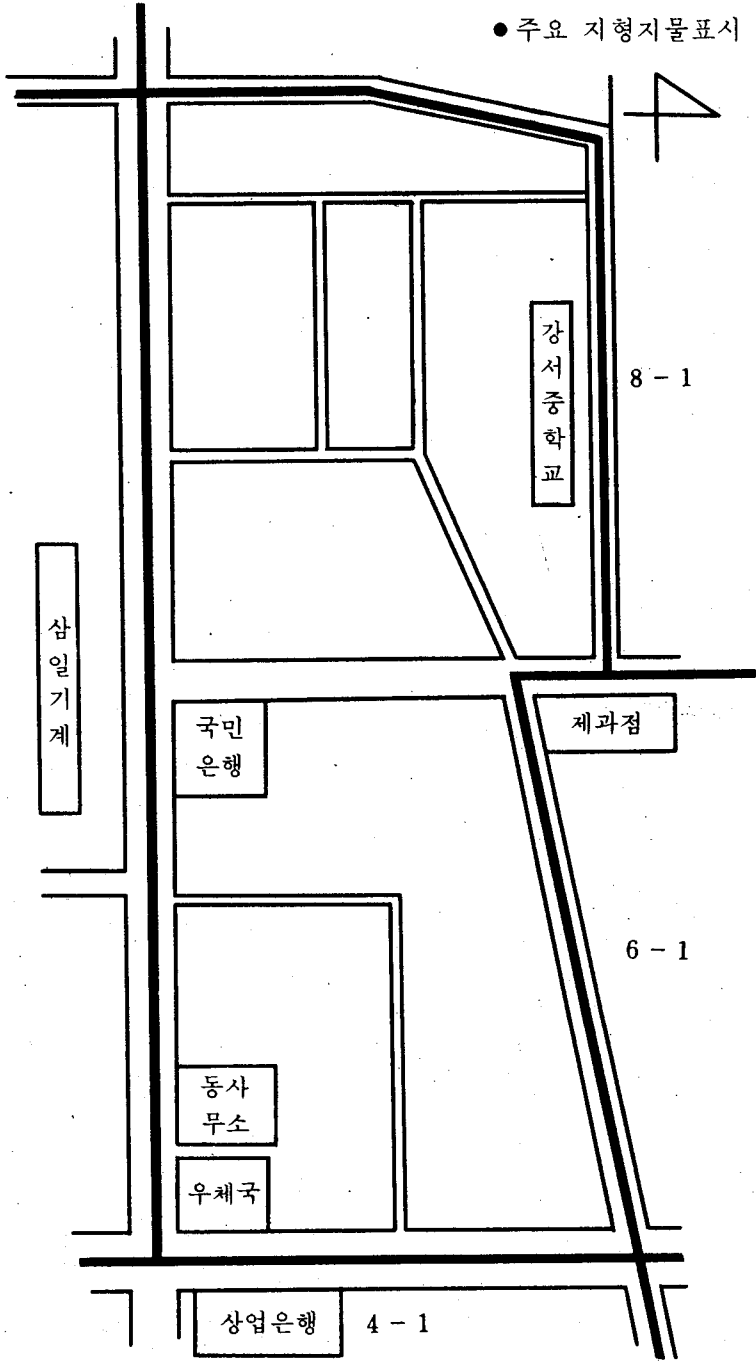 ● 주요 지형지물표시
강
서
중
학
교
8 - 1
삼
일
기
계
국민
은행
제과점
6 - 1
동사
무소
우체국
상업은행
4 - 1